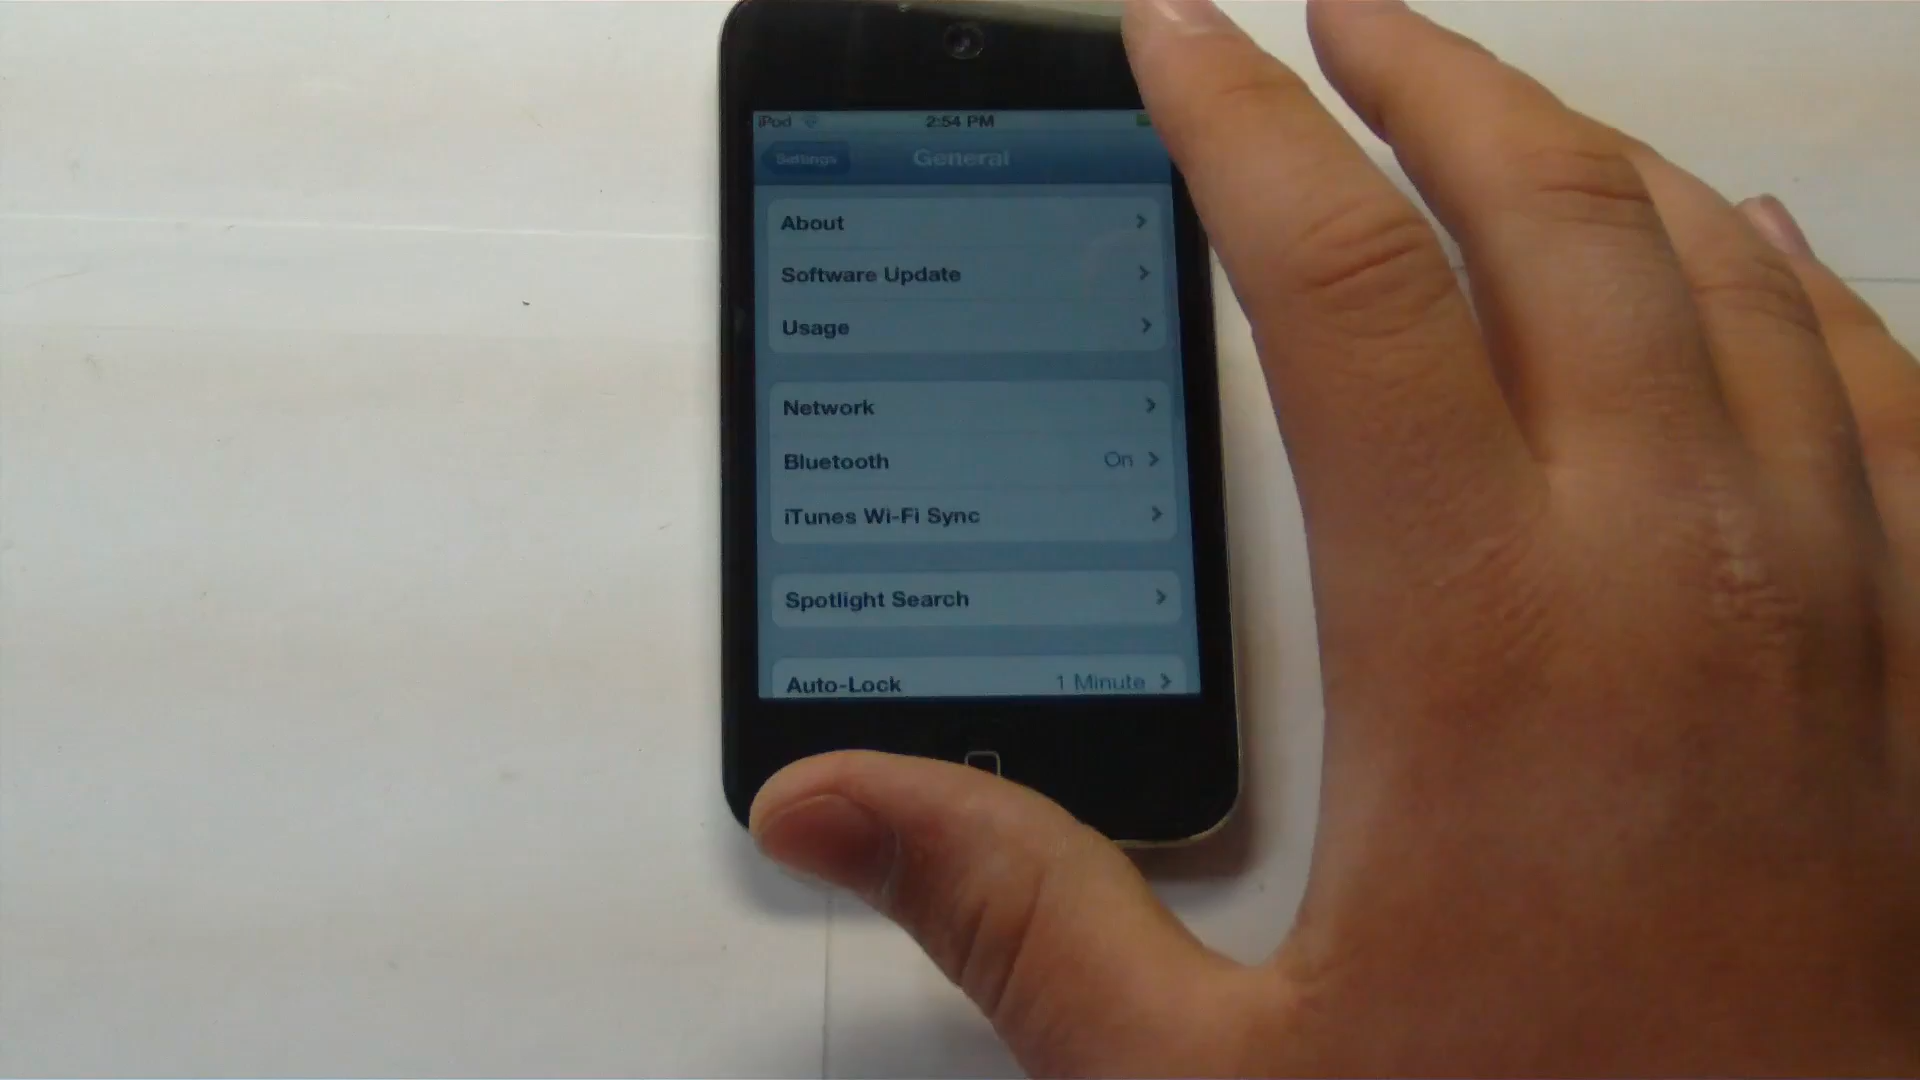 iPod 2:54 PM
Settings General
About
Software Update
Usage
Network
Bluetooth On
iTunes Wi-Fi Sync
Spotlight Search
Auto-Lock 1 Minute